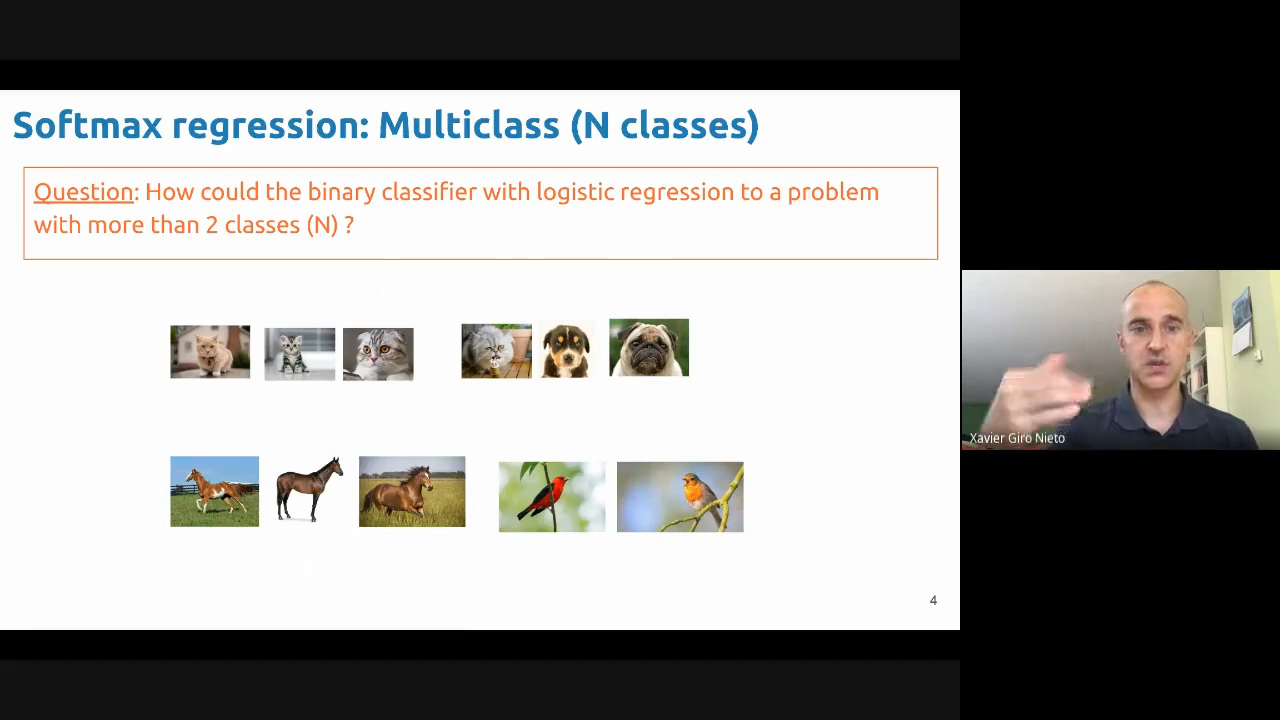 Softmax regression: Multiclass (N classes)
Question: How could the binary classifier with logistic regression to a problem
with more than 2 classes (N) ?
Xavier Giro Nieto
4